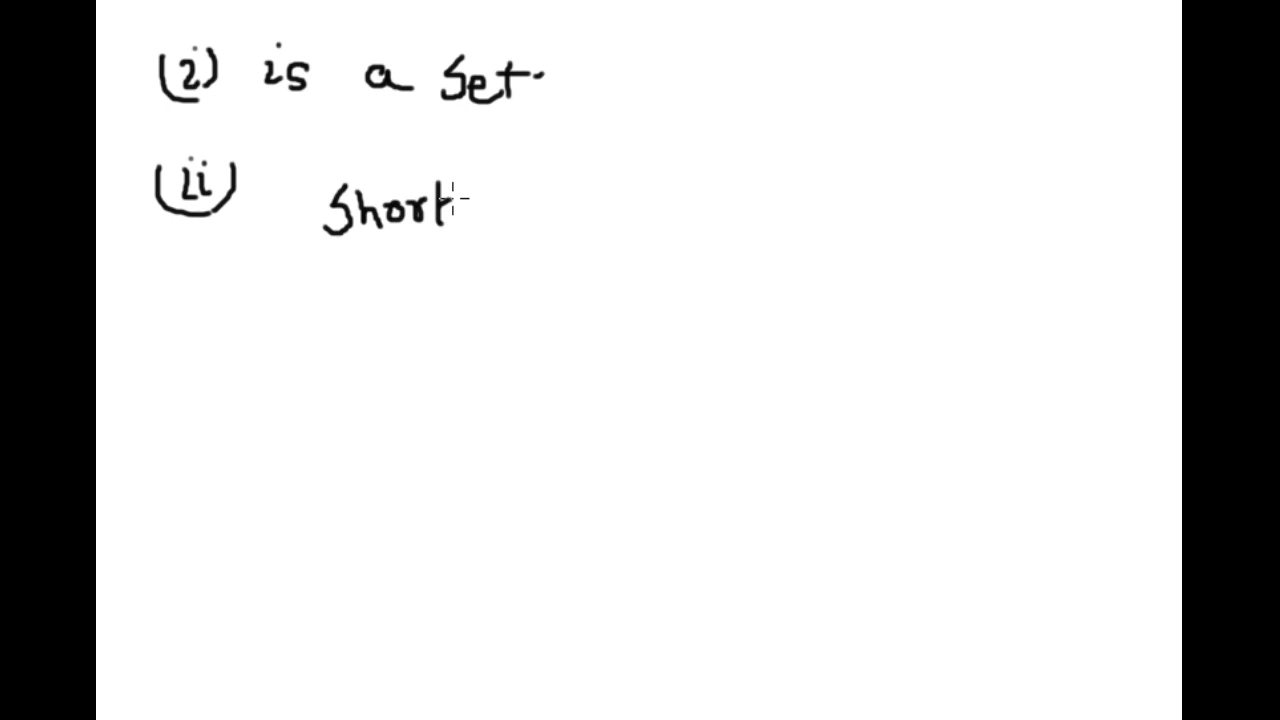 (i) is a set.
(ii) short